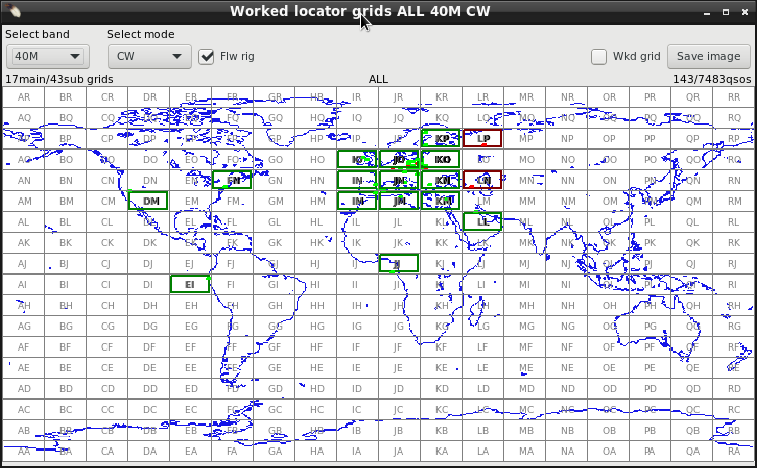 Worked locator grids ALL 40M CW
Select band Select mode
40M CW Flw rig Wkd grid Save image
17main/43sub grids ALL 143/7483qsos
AR BR CR DR ER FR GR HR IR JR KR LR MR NR OR PR QR RR
AQ BQ CQ DQ EQ FQ GQ HQ IQ JQ KQ LQ MQ NQ OQ PQ QQ RQ
AP BP CP DP EP FP GP HP IP JP KP LP MP NP OP PP QP RP
AO BO CO DO EO FO GO HO IO JO KO LO MO NO OO PO QO RO
AN BN CN DN EN FN GN HN IN JN KN LN MN NN ON PN QN RN
AM BM CM DM EM FM GM HM IM JM KM LM MM NM OM PM QM RM
AL BL CL DL EL FL GL HL IL JL KL LL ML NL OL PL QL RL
AK BK CK DK EK FK GK HK IK JK KK LK MK NK OK PK QK RK
AJ BJ CJ DJ EJ FJ GJ HJ IJ JJ KJ LJ MJ NJ OJ PJ QJ RJ
AI BI CI DI EI FI GI HI II JI KI LI MI NI OI PI QI RI
AH BH CH DH EH FH GH HH IH JH KH LH MH NH OH PH QH RH
AG BG CG DG EG FG GG HG IG JG KG LG MG NG OG PG QG RG
AF BF CF DF EF FF GF HF IF JF KF LF MF NF OF PF QF RF
AE BE CE DE EE FE GE HE IE JE KE LE ME NE OE PE QE RE
AD BD CD DD ED FD GD HD ID JD KD LD MD ND OD PD QD RD
AC BC CC DC EC FC GC HC IC JC KC LC MC NC OC PC QC RC
AB BB CB DB EB FB GB HB IB JB KB LB MB NB OB PB QB RB
AA BA CA DA EA FA GA HA IA JA KA LA MA NA OA PA QA RA